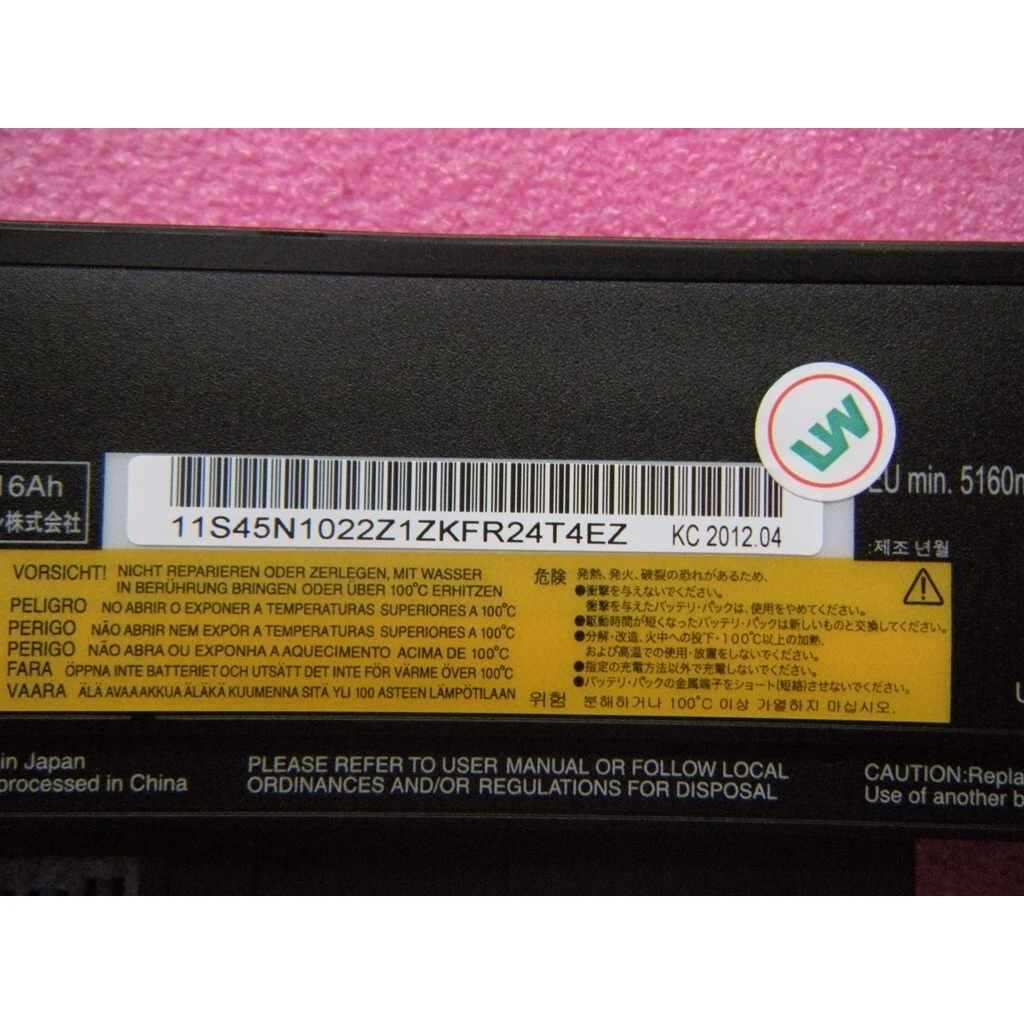 16Ah
株式会社
11S45N1022Z1ZKFR24T4EZ
KC 2012.04
EU min. 5160m
:제조 년월
VORSICHT! NICHT REPARIEREN ODER ZERLEGEN, MIT WASSER
IN BERÜHRUNG BRINGEN ODER ÜBER 100°C ERHITZEN
PELIGRO NO ABRIR O EXPONER A TEMPERATURAS SUPERIORES A 100°C
PERIGO NÃO ABRIR NEM EXPOR A TEMPERATURAS SUPERIORES A 100°C
PERIGO NÃO ABRA OU EXPONHA A AQUECIMENTO ACIMA DE 100°C
FARA ÖPPNA INTE BATTERIET OCH UTSÄTT DET INTE FÖR VÄRME ÖVER 100°C
VAARA ÄLÄ AVAA AKKUA ÄLÄKÄ KUUMENNA SITÄ YLI 100 ASTEEN LÄMPÖTILAAN
危険 発熱、発火、破裂の恐れがあるため、
●衝撃を与えないでください。
衝撃を与えたバッテリ・パックは、使用をやめてください。
●駆動時間が短くなったバッテリ・パックは新しいものと交換してください。
●分解・改造、火中への投下・100°C以上の加熱、
および高温での使用・放置をしないでください。
●指定の充電方法以外で充電しないでください。
●バッテリ・パックの金属端子をショート(短絡)させないでください。
위험 분해하거나 100°C 이상 가열하지 마십시오.
U
in Japan
processed in China
PLEASE REFER TO USER MANUAL OR FOLLOW LOCAL
ORDINANCES AND/OR REGULATIONS FOR DISPOSAL
CAUTION:Repla
Use of another b